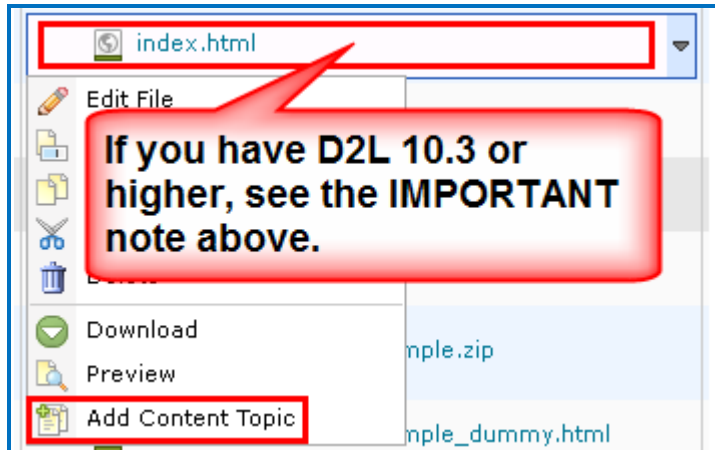 index.html
Edit File
If you have D2L 10.3 or
higher, see the IMPORTANT
note above.
Download
mple.zip
Preview
Add Content Topic
mple_dummy.html